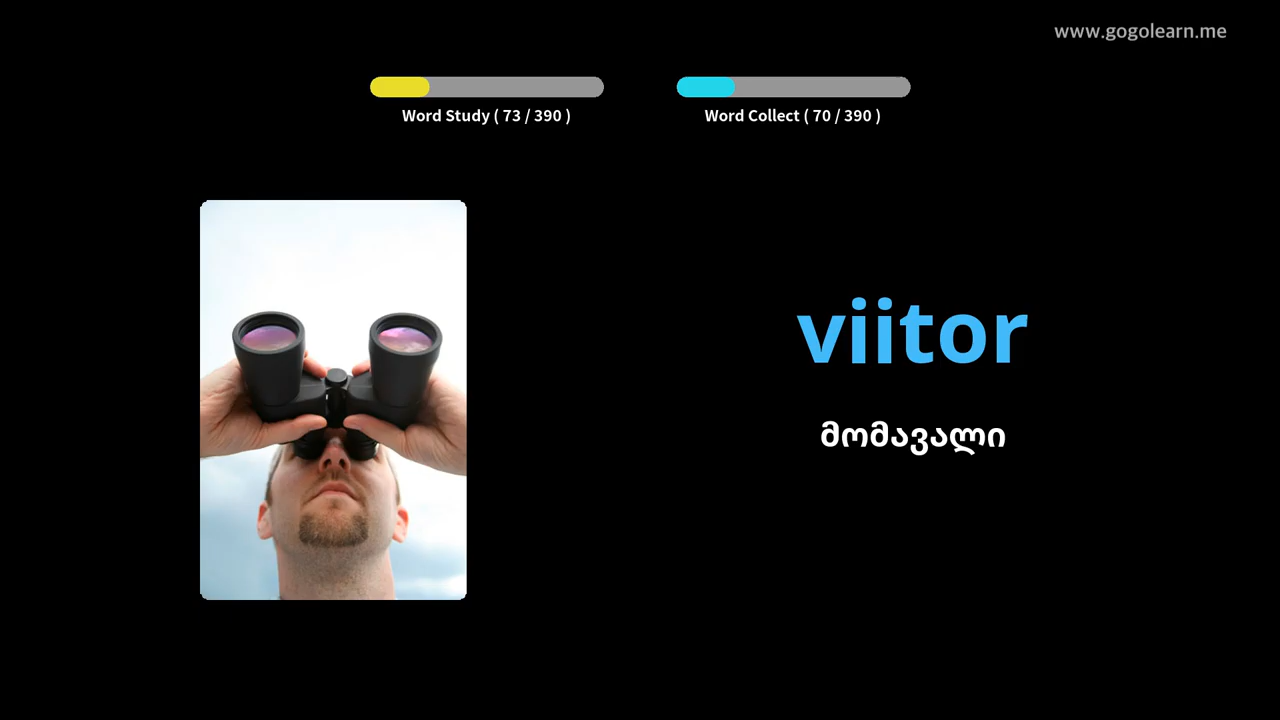 www.gogolearn.me
Word Study ( 73 / 390 )
Word Collect ( 70 / 390 )
viitor
მომავალი